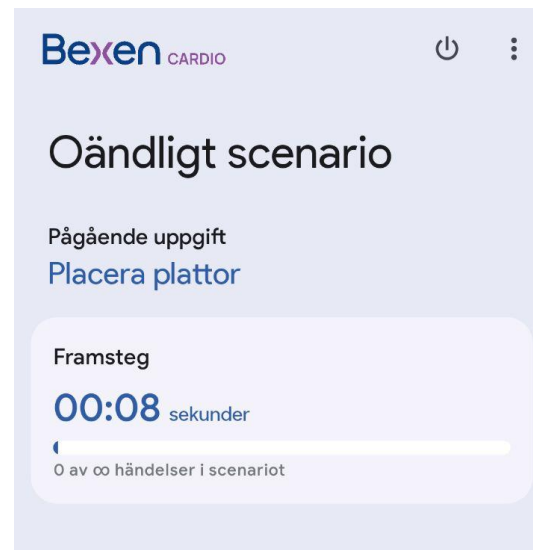 Bexen CARDIO
Oändligt scenario
Pågående uppgift
Placera plattor
Framsteg
00:08 sekunder
0 av ∞ händelser i scenariot